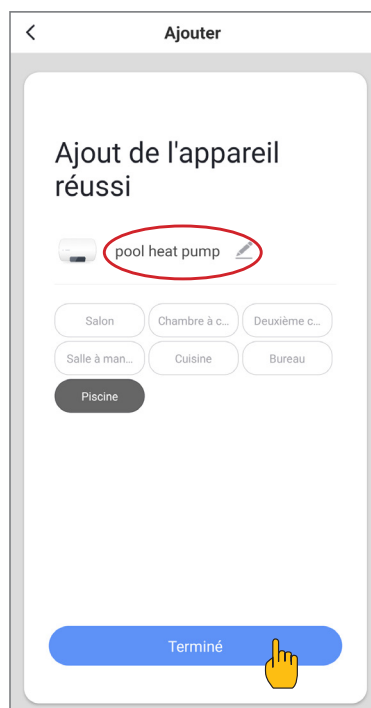 Ajouter
Ajout de l'appareil
réussi
pool heat pump
Salon
Chambre à c...
Deuxième c...
Salle à man...
Cuisine
Bureau
Piscine
Terminé